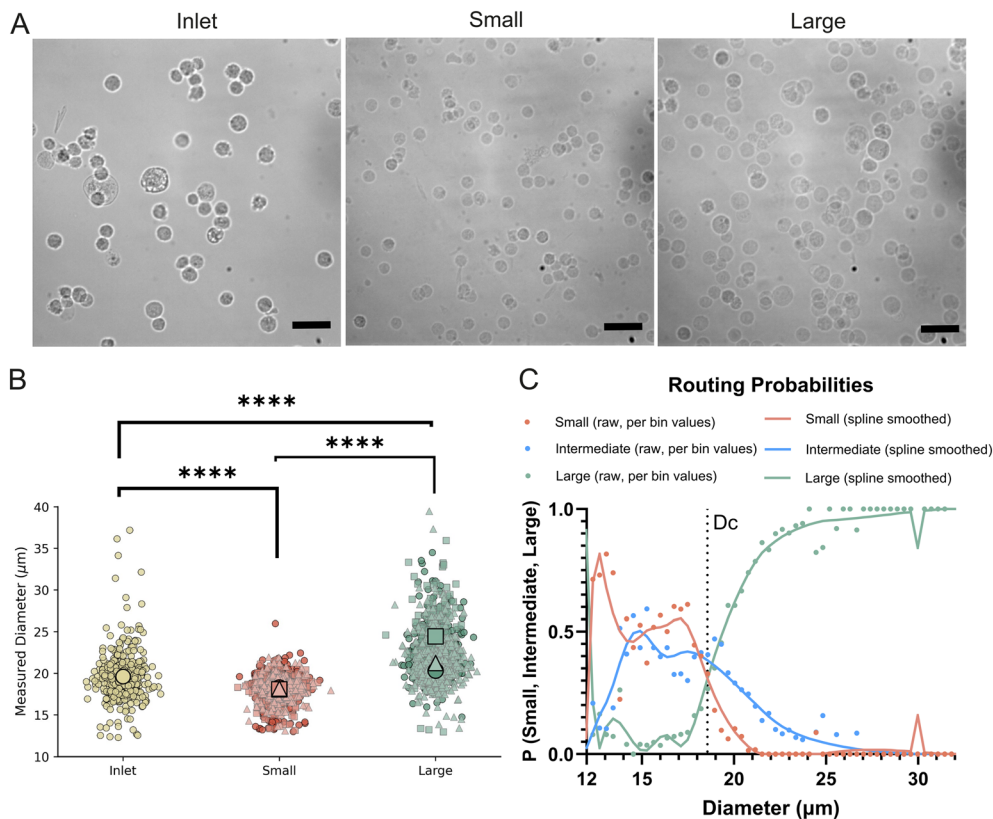 A
Inlet
Small
Large
B
****
****
****
Measured Diameter (μm)
40
35
30
25
20
15
10
Inlet
Small
Large
C
Routing Probabilities
Small (raw, per bin values)
Small (spline smoothed)
Intermediate (raw, per bin values)
Intermediate (spline smoothed)
Large (raw, per bin values)
Large (spline smoothed)
P (Small, Intermediate, Large)
1.0
0.5
0.0
Dc
12
15
20
25
30
Diameter (μm)